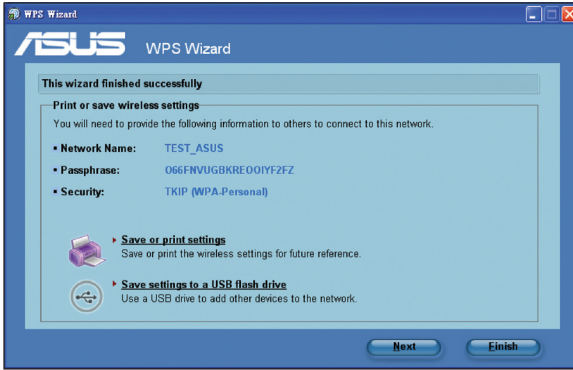 WPS Wizard
ASUS WPS Wizard
This wizard finished successfully
Print or save wireless settings
You will need to provide the following information to others to connect to this network.
▪ Network Name: TEST_ASUS
▪ Passphrase: O66FNVUGBKREOOIYF2FZ
▪ Security: TKIP (WPA-Personal)
Save or print settings
Save or print the wireless settings for future reference.
Save settings to a USB flash drive
Use a USB drive to add other devices to the network.
Next Finish